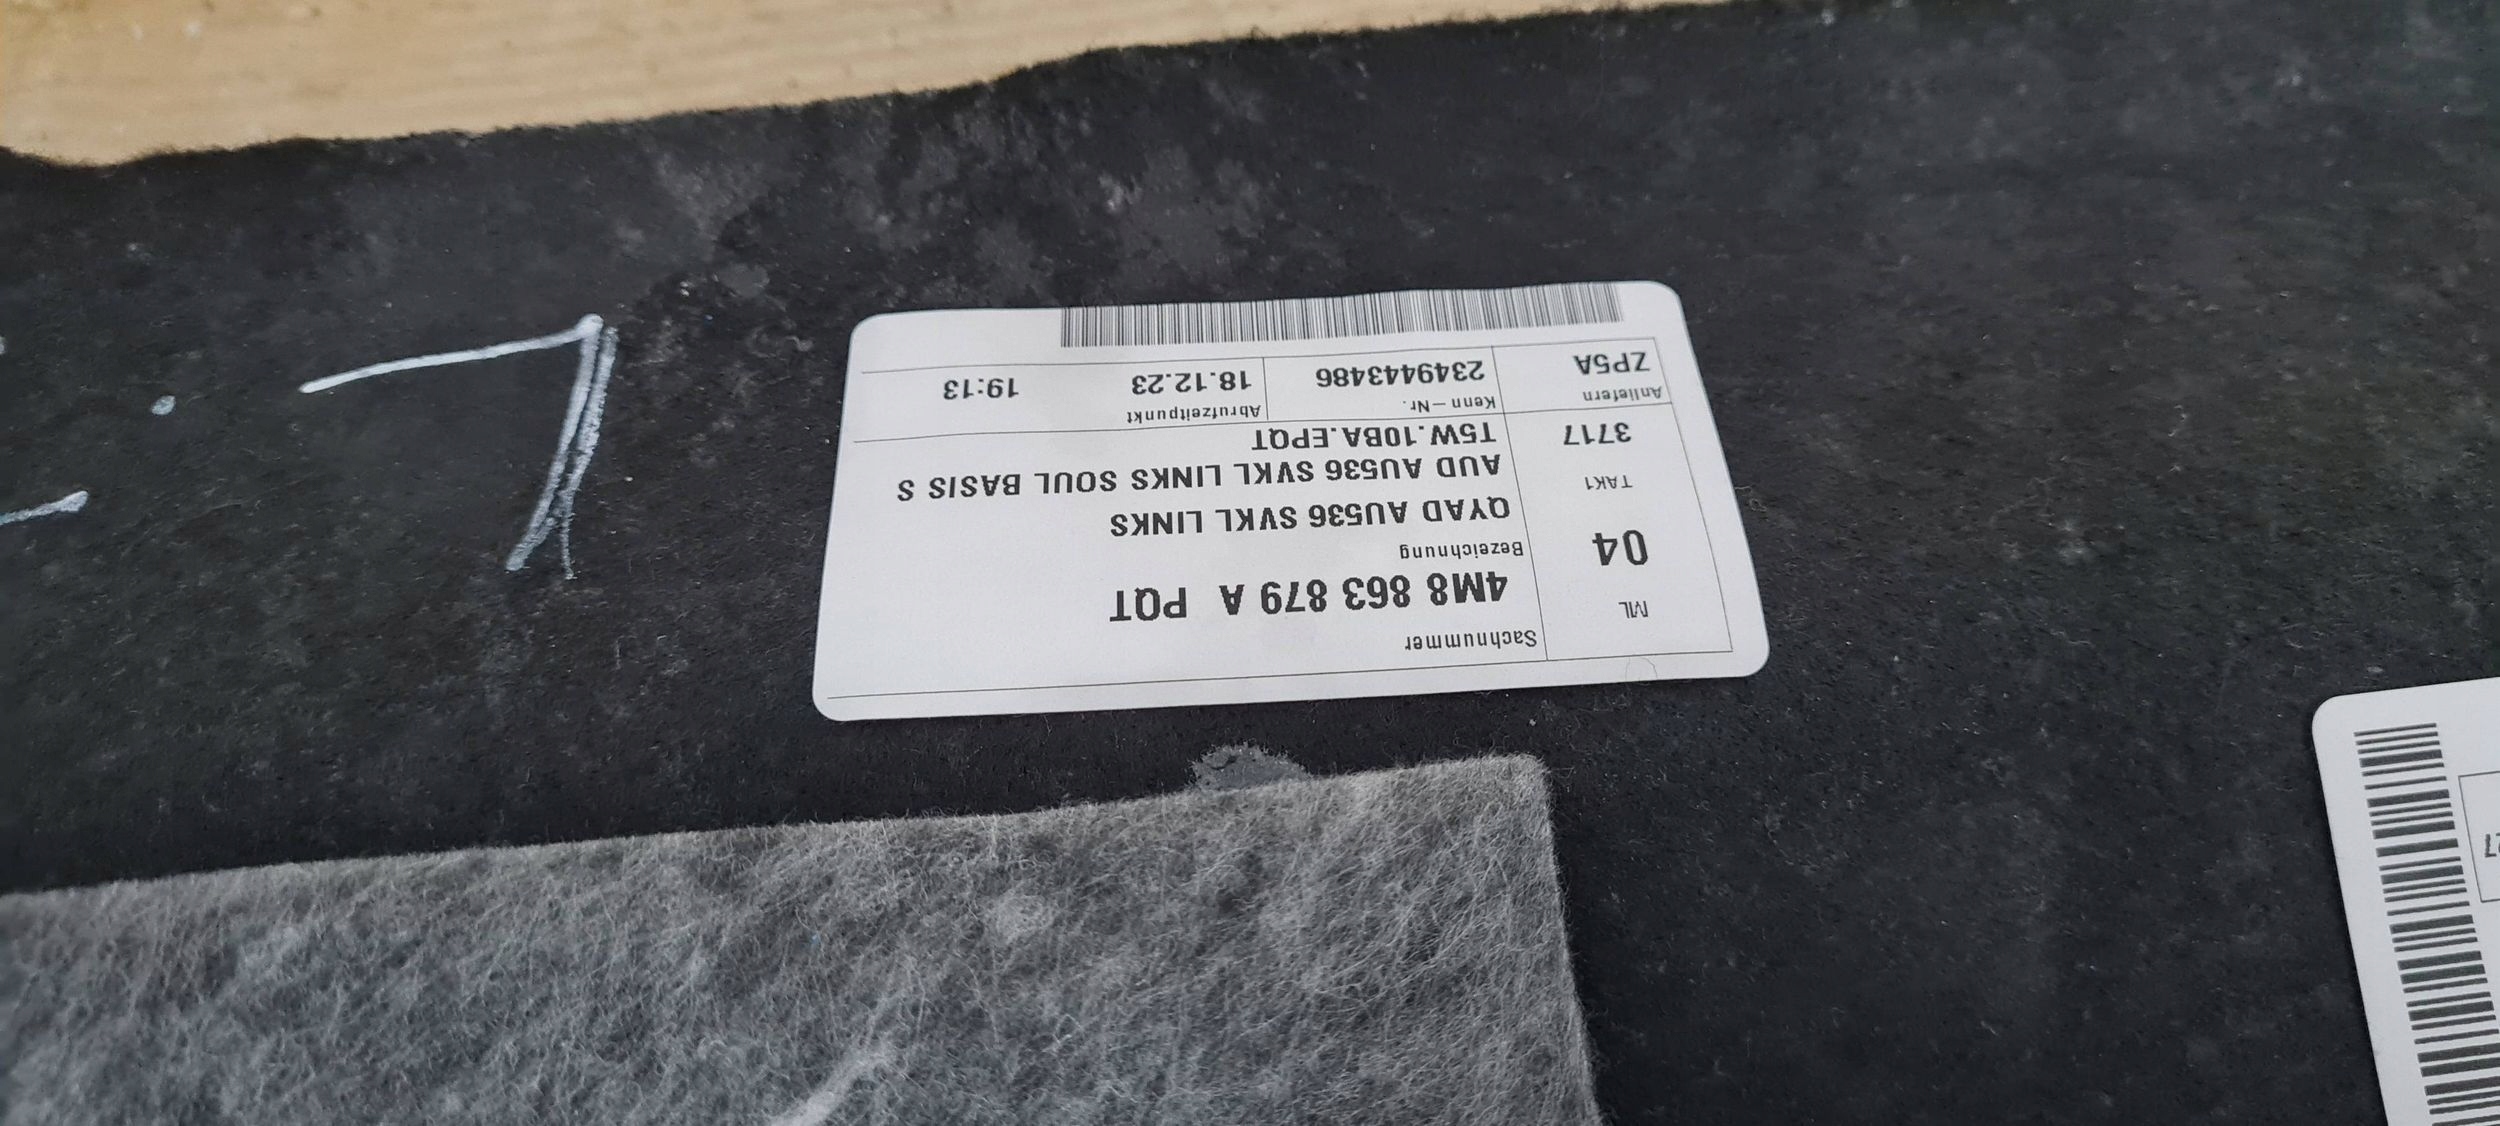 Sachnummer
4M8 863 879 A PQT
ML
04
Bezeichnung
QYAD AU536 SVKL LINKS
AUD AU536 SVKL LINKS SOUL BASIS S
T5W.10BA.EPQT
TAKT
3717
Anliefern
ZP5A
Kenn-Nr.
2349443486
Abrufzeitpunkt
18.12.23 19:13